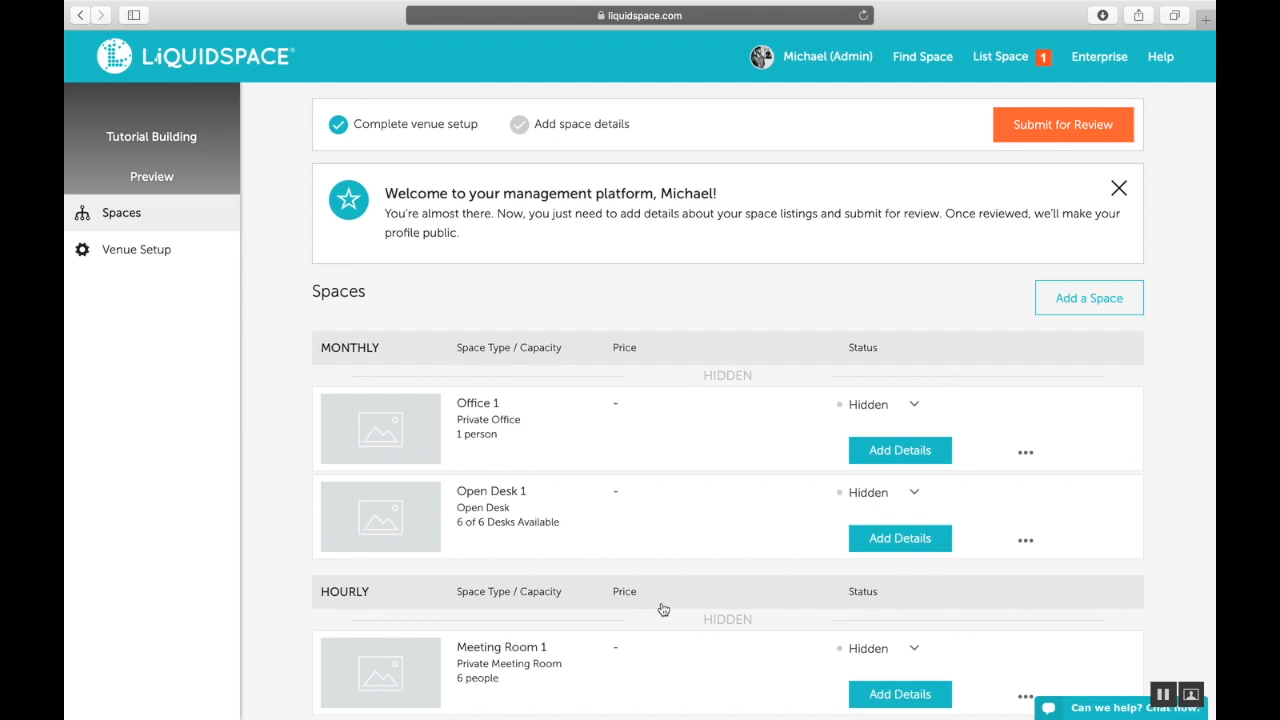 liquidspace.com
LiQUIDSPACE®
Michael (Admin)
Find Space
List Space
1
Enterprise
Help
Tutorial Building
Preview
Spaces
Venue Setup
Complete venue setup
Add space details
Submit for Review
Welcome to your management platform, Michael!
You're almost there. Now, you just need to add details about your space listings and submit for review. Once reviewed, we'll make your
profile public.
Spaces
Add a Space
MONTHLY Space Type / Capacity Price Status
HIDDEN
Office 1 - Hidden
Private Office
1 person
Add Details
Open Desk 1 - Hidden
Open Desk
6 of 6 Desks Available
Add Details
HOURLY Space Type / Capacity Price Status
HIDDEN
Meeting Room 1 - Hidden
Private Meeting Room
6 people
Add Details
Can we help? Chat now.